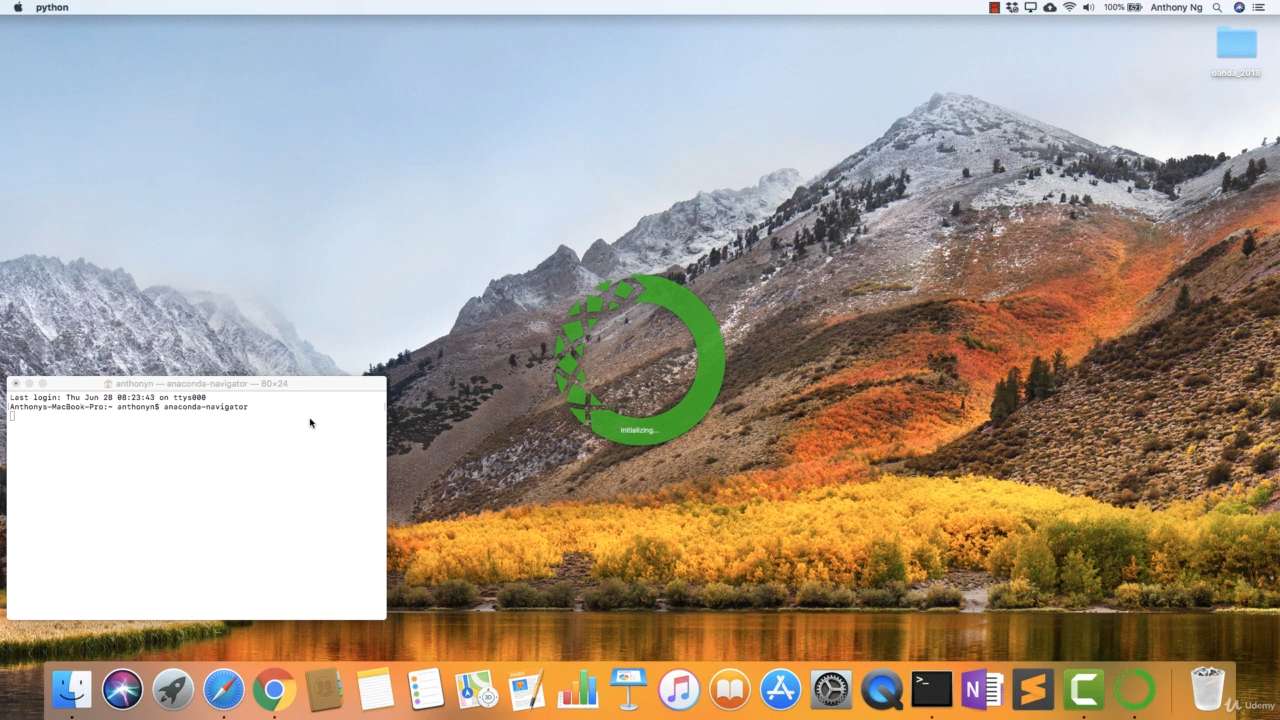 python
100%
Anthony Ng
oanda_2018
anthonyn — anaconda-navigator — 80×24
Last login: Thu Jun 28 08:23:43 on ttys000
Anthonys-MacBook-Pro:~ anthonyn$ anaconda-navigator
Initializing...
Udemy